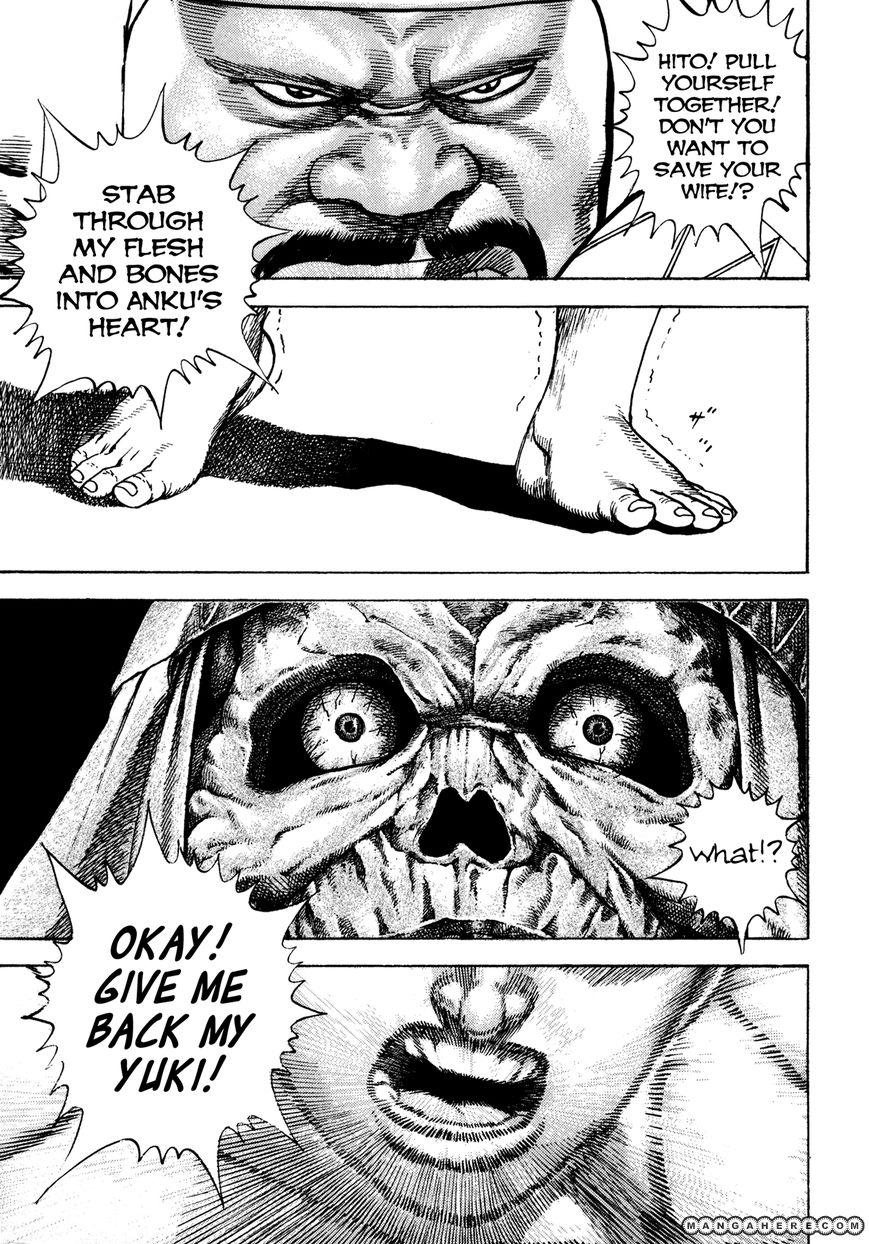 HITO! PULL
YOURSELF
TOGETHER!
DON'T YOU
WANT TO
SAVE YOUR
WIFE!?
STAB
THROUGH
MY FLESH
AND BONES
INTO ANKU'S
HEART!
ザ"
What!?
OKAY!
GIVE ME
BACK MY
YUKI!
MANGAHERE.COM